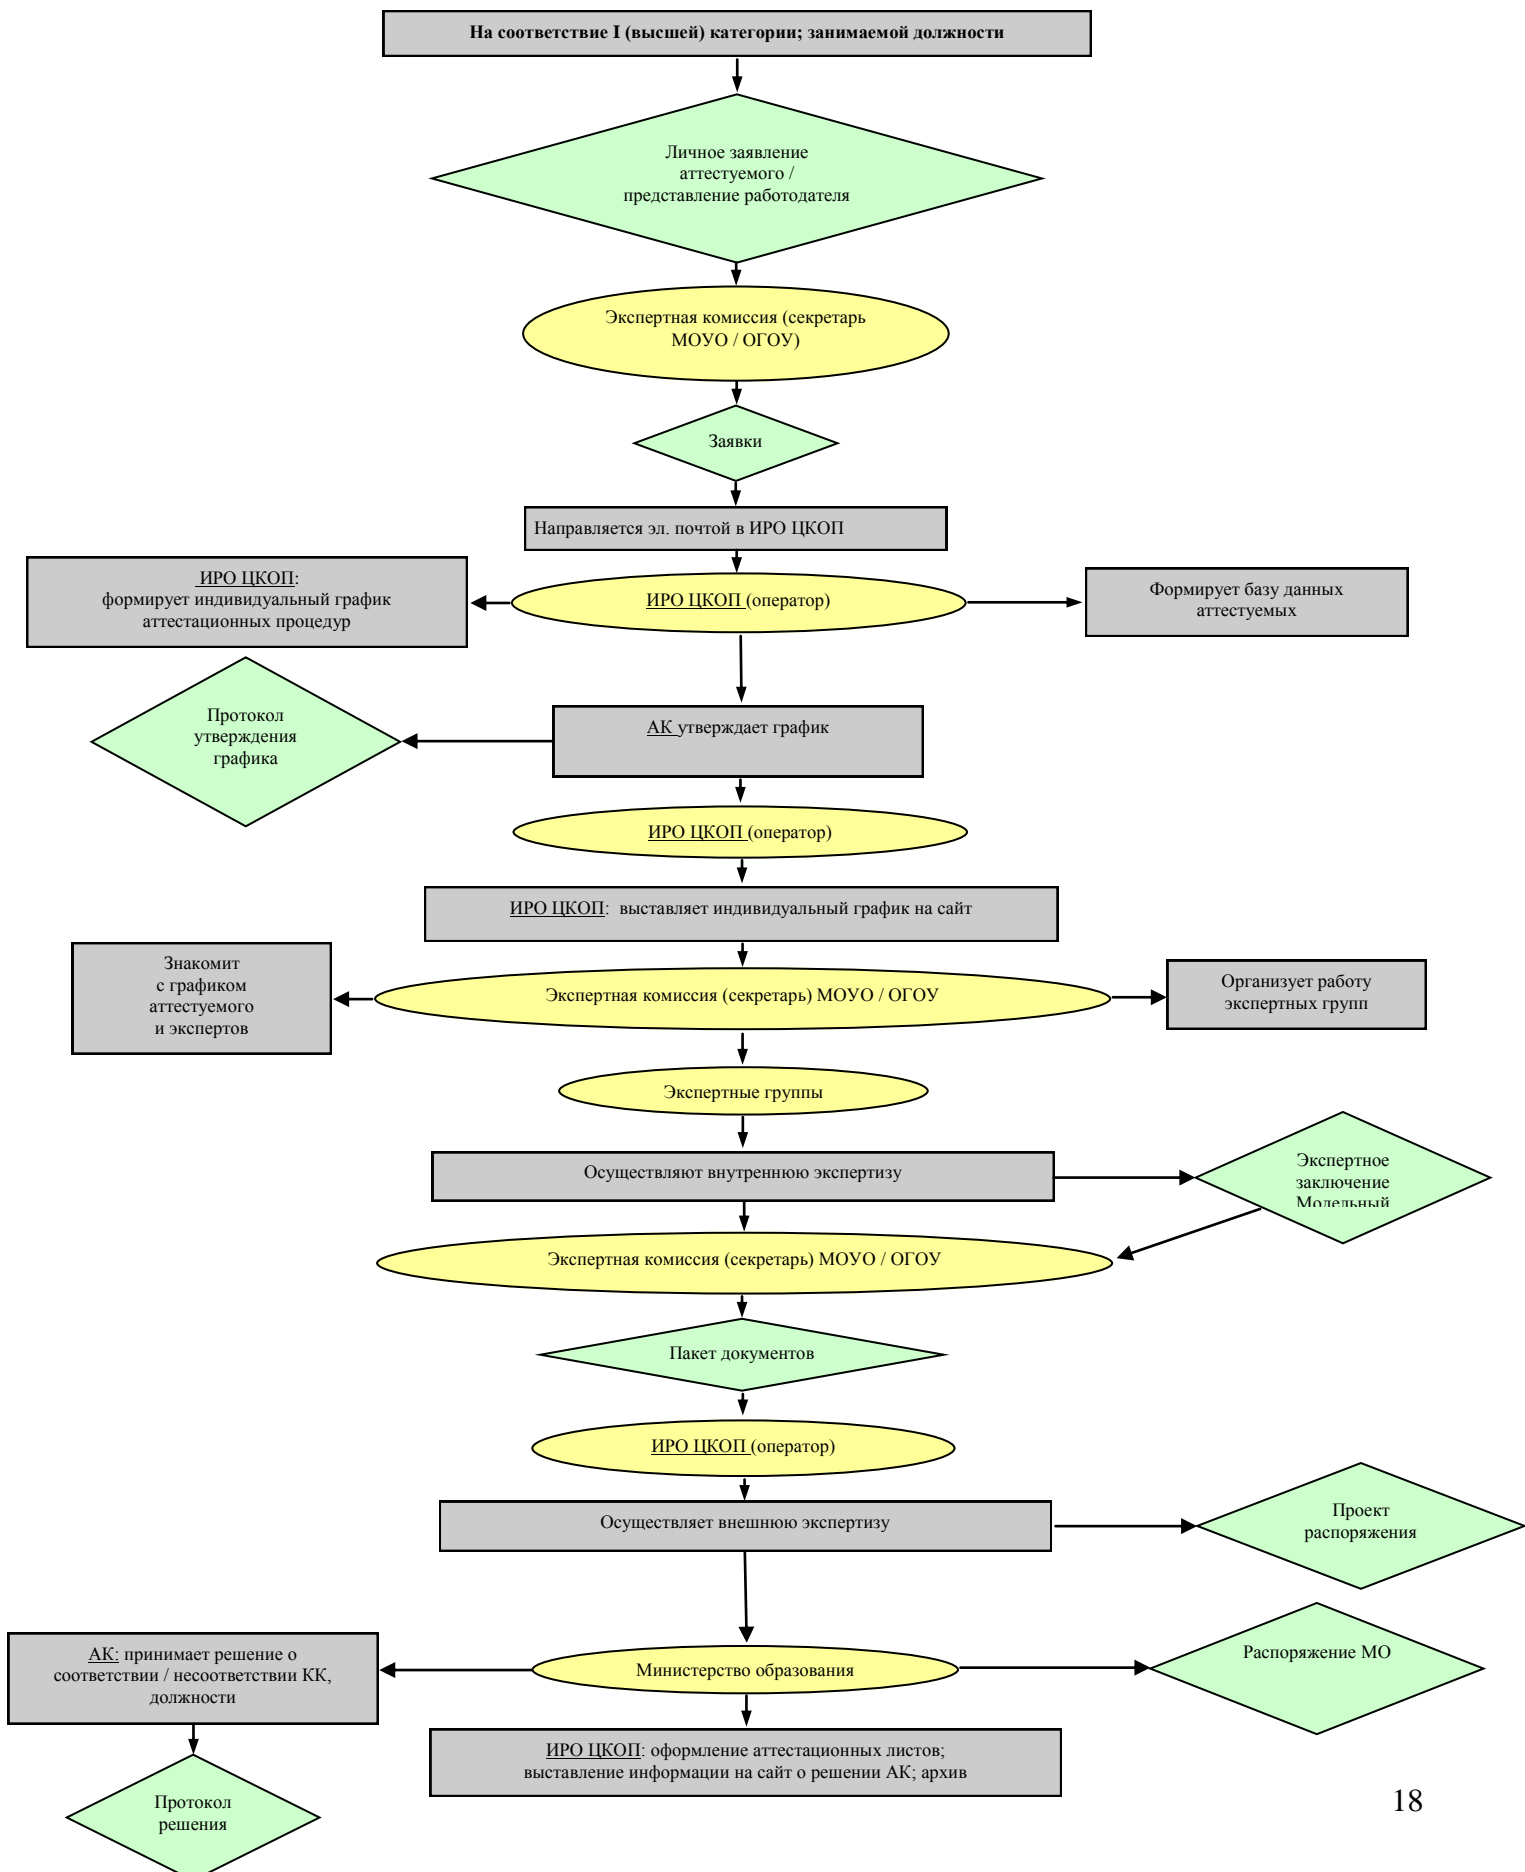 На соответствие I (высшей) категории; занимаемой должности
Личное заявление
аттестуемого /
представление работодателя
Экспертная комиссия (секретарь
МОУО / ОГОУ)
Заявки
Направляется эл. почтой в ИРО ЦКОП
ИРО ЦКОП:
формирует индивидуальный график
аттестационных процедур
ИРО ЦКОП (оператор)
Формирует базу данных
аттестуемых
Протокол
утверждения
графика
АК утверждает график
ИРО ЦКОП (оператор)
ИРО ЦКОП: выставляет индивидуальный график на сайт
Знакомит
с графиком
аттестуемого
и экспертов
Экспертная комиссия (секретарь) МОУО / ОГОУ
Организует работу
экспертных групп
Экспертные группы
Осуществляют внутреннюю экспертизу
Экспертное
заключение
Модельный
Экспертная комиссия (секретарь) МОУО / ОГОУ
Пакет документов
ИРО ЦКОП (оператор)
Осуществляет внешнюю экспертизу
Проект
распоряжения
АК: принимает решение о
соответствии / несоответствии КК,
должности
Министерство образования
Распоряжение МО
ИРО ЦКОП: оформление аттестационных листов;
выставление информации на сайт о решении АК; архив
Протокол
решения
18